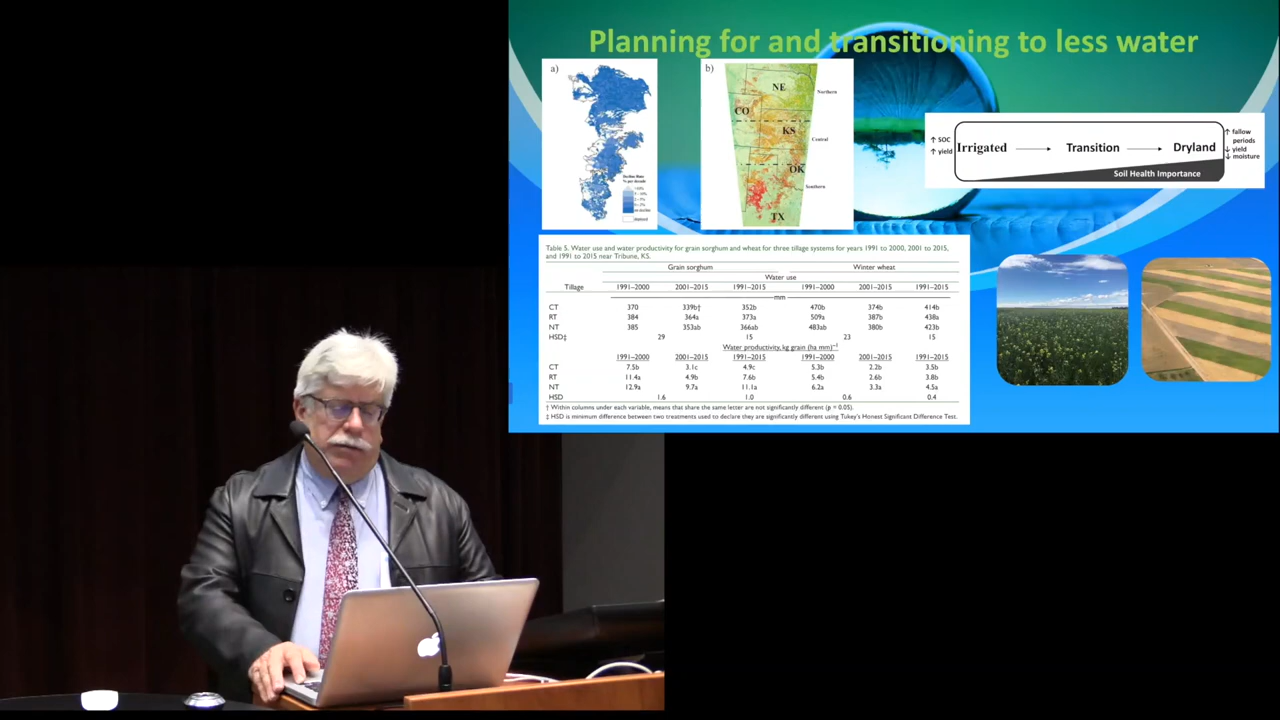 Planning for and transitioning to less water
a)
Decline Rate
% per decade
b)
NE
CO
KS
OK
TX
Northern
Central
Southern
↑ SOC
↑ yield
Irrigated
Transition
Dryland
Soil Health Importance
↑ fallow
periods
↓ yield
↓ moisture
Table 5. Water use and water productivity for grain sorghum and wheat for three tillage systems for years 1991 to 2000, 2001 to 2015,
and 1991 to 2015 near Tribune, KS.
Grain sorghum Winter wheat
Water use
Tillage 1991–2000 2001–2015 1991–2015 1991–2000 2001–2015 1991–2015
mm
CT 370 339b† 352b 470b 374b 414b
RT 384 364a 373a 509a 387b 438a
NT 385 353ab 366ab 483ab 380b 423b
HSD‡ 29 15 23 15
Water productivity, kg grain (ha mm)⁻¹
1991–2000 2001–2015 1991–2015 1991–2000 2001–2015 1991–2015
CT 7.5b 3.1c 4.9c 5.3b 2.2b 3.5b
RT 11.4a 4.9b 7.6b 5.4b 2.6b 3.8b
NT 12.9a 9.7a 11.1a 6.2a 3.3a 4.5a
HSD 1.6 1.0 0.6 0.4
† Within columns under each variable, means that share the same letter are not significantly different (p = 0.05).
‡ HSD is minimum difference between two treatments used to declare they are significantly different using Tukey's Honest Significant Difference Test.